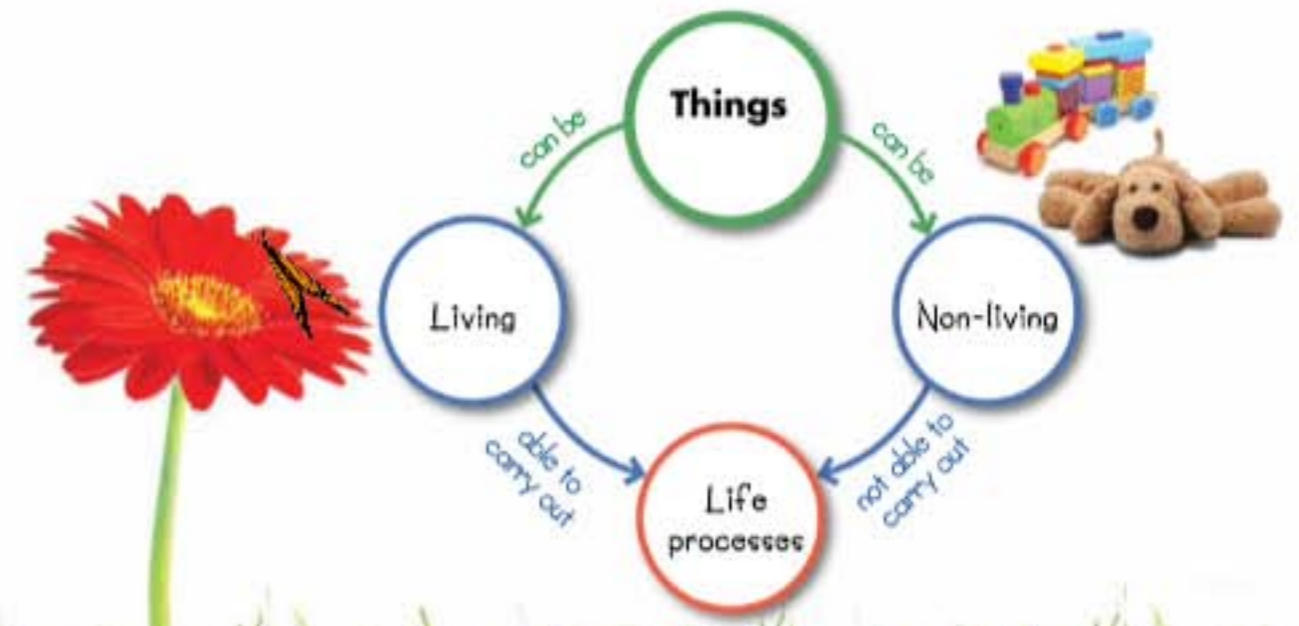 Things
can be
can be
Living
Non-living
able to
carry out
not able to
carry out
Life
processes